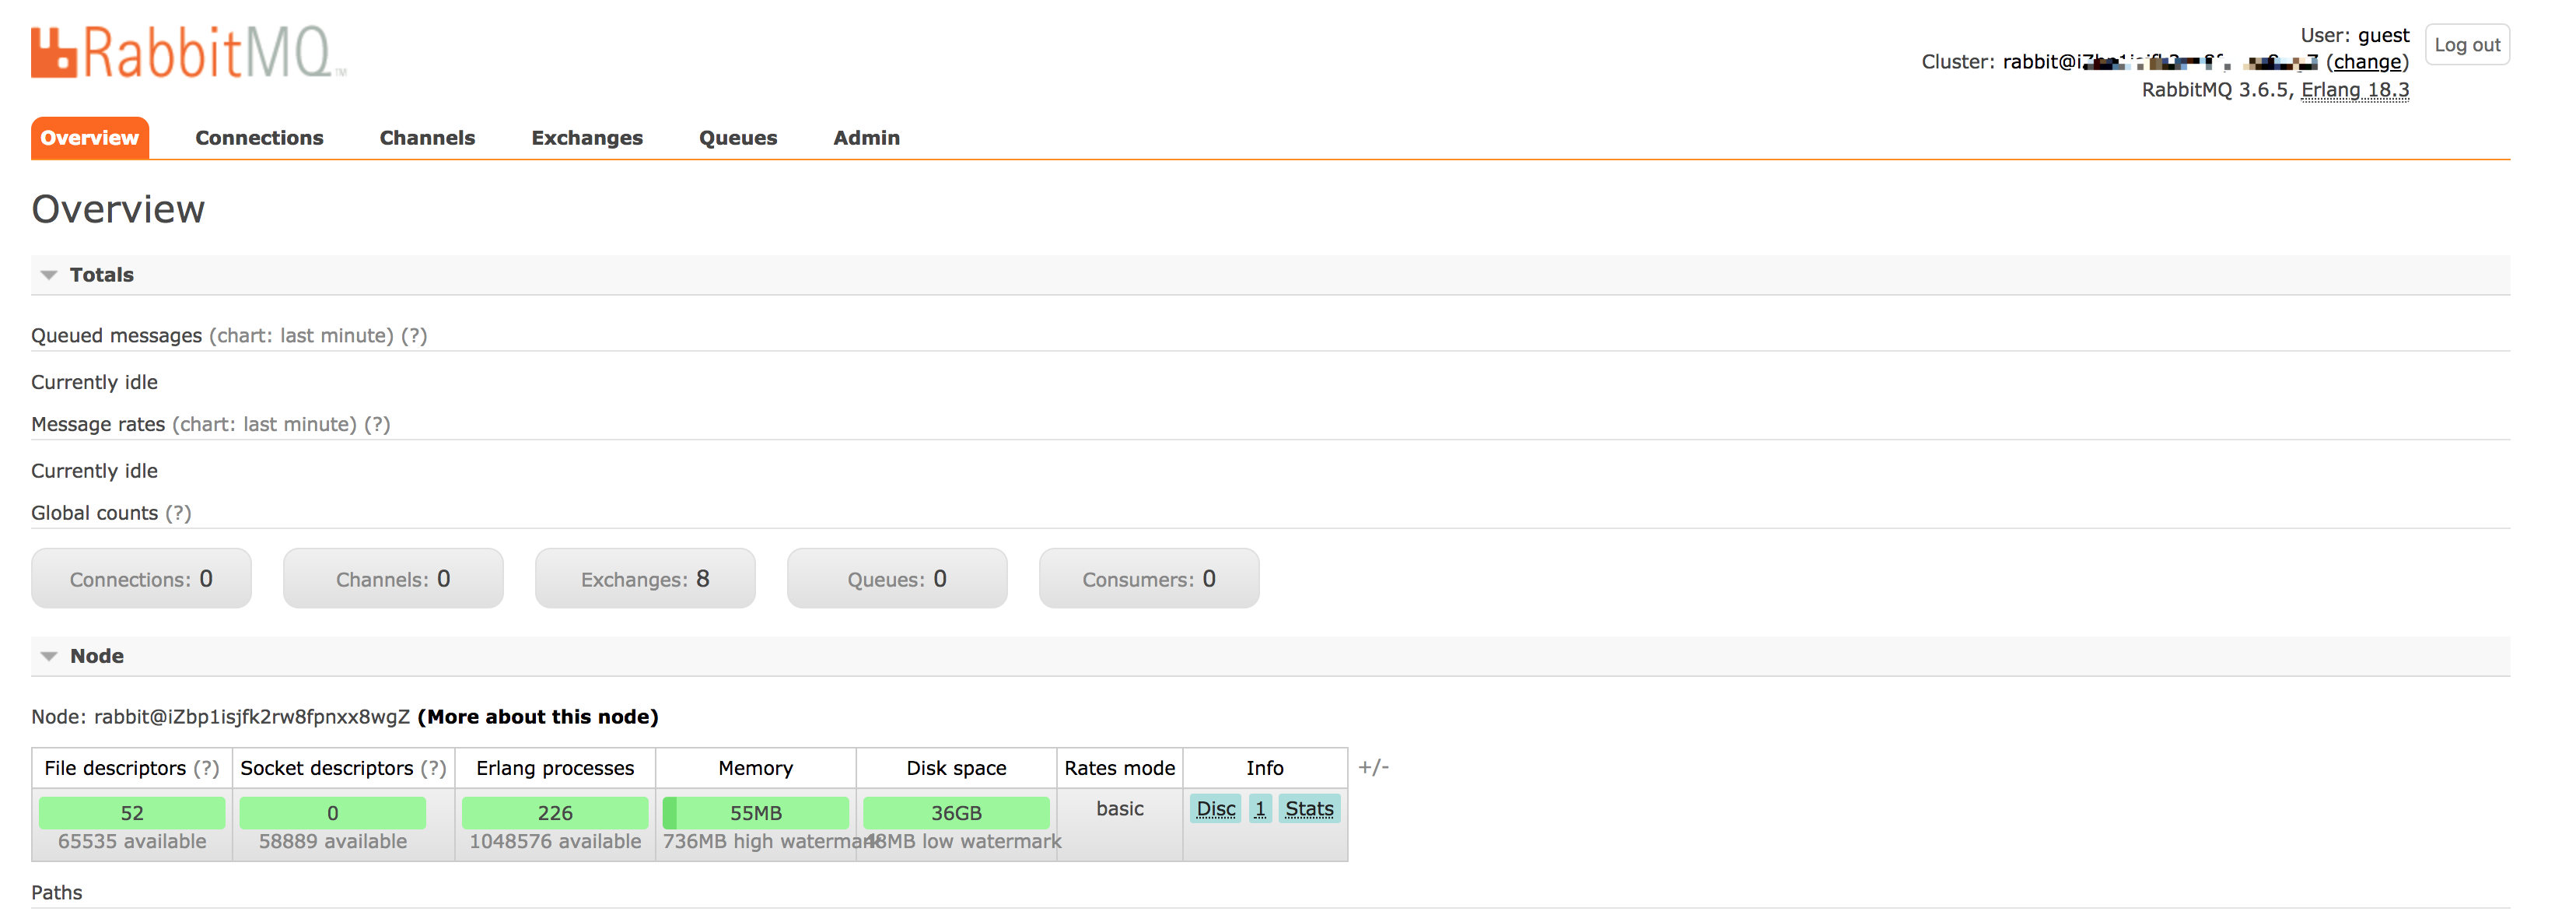 RabbitMQ TM
User: guest
Log out
Cluster: rabbit@ (change)
RabbitMQ 3.6.5, Erlang 18.3
Overview Connections Channels Exchanges Queues Admin
Overview
Totals
Queued messages (chart: last minute) (?)
Currently idle
Message rates (chart: last minute) (?)
Currently idle
Global counts (?)
Connections: 0 Channels: 0 Exchanges: 8 Queues: 0 Consumers: 0
Node
Node: rabbit@iZbp1isjfk2rw8fpnxx8wgZ (More about this node)
File descriptors (?) Socket descriptors (?) Erlang processes Memory Disk space Rates mode Info +/-
52 0 226 55MB 36GB basic Disc 1 Stats
65535 available 58889 available 1048576 available 736MB high watermark 48MB low watermark
Paths